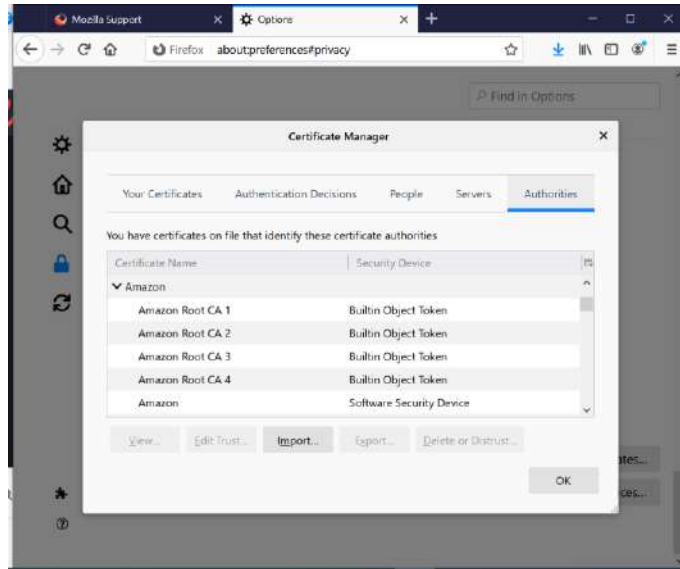 Mozilla Support
Options
Firefox about:preferences#privacy
Find in Options
Certificate Manager
Your Certificates Authentication Decisions People Servers Authorities
You have certificates on file that identify these certificate authorities
Certificate Name Security Device
Amazon
Amazon Root CA 1 Builtin Object Token
Amazon Root CA 2 Builtin Object Token
Amazon Root CA 3 Builtin Object Token
Amazon Root CA 4 Builtin Object Token
Amazon Software Security Device
View... Edit Trust... Import... Export... Delete or Distrust...
ates...
OK
ces...